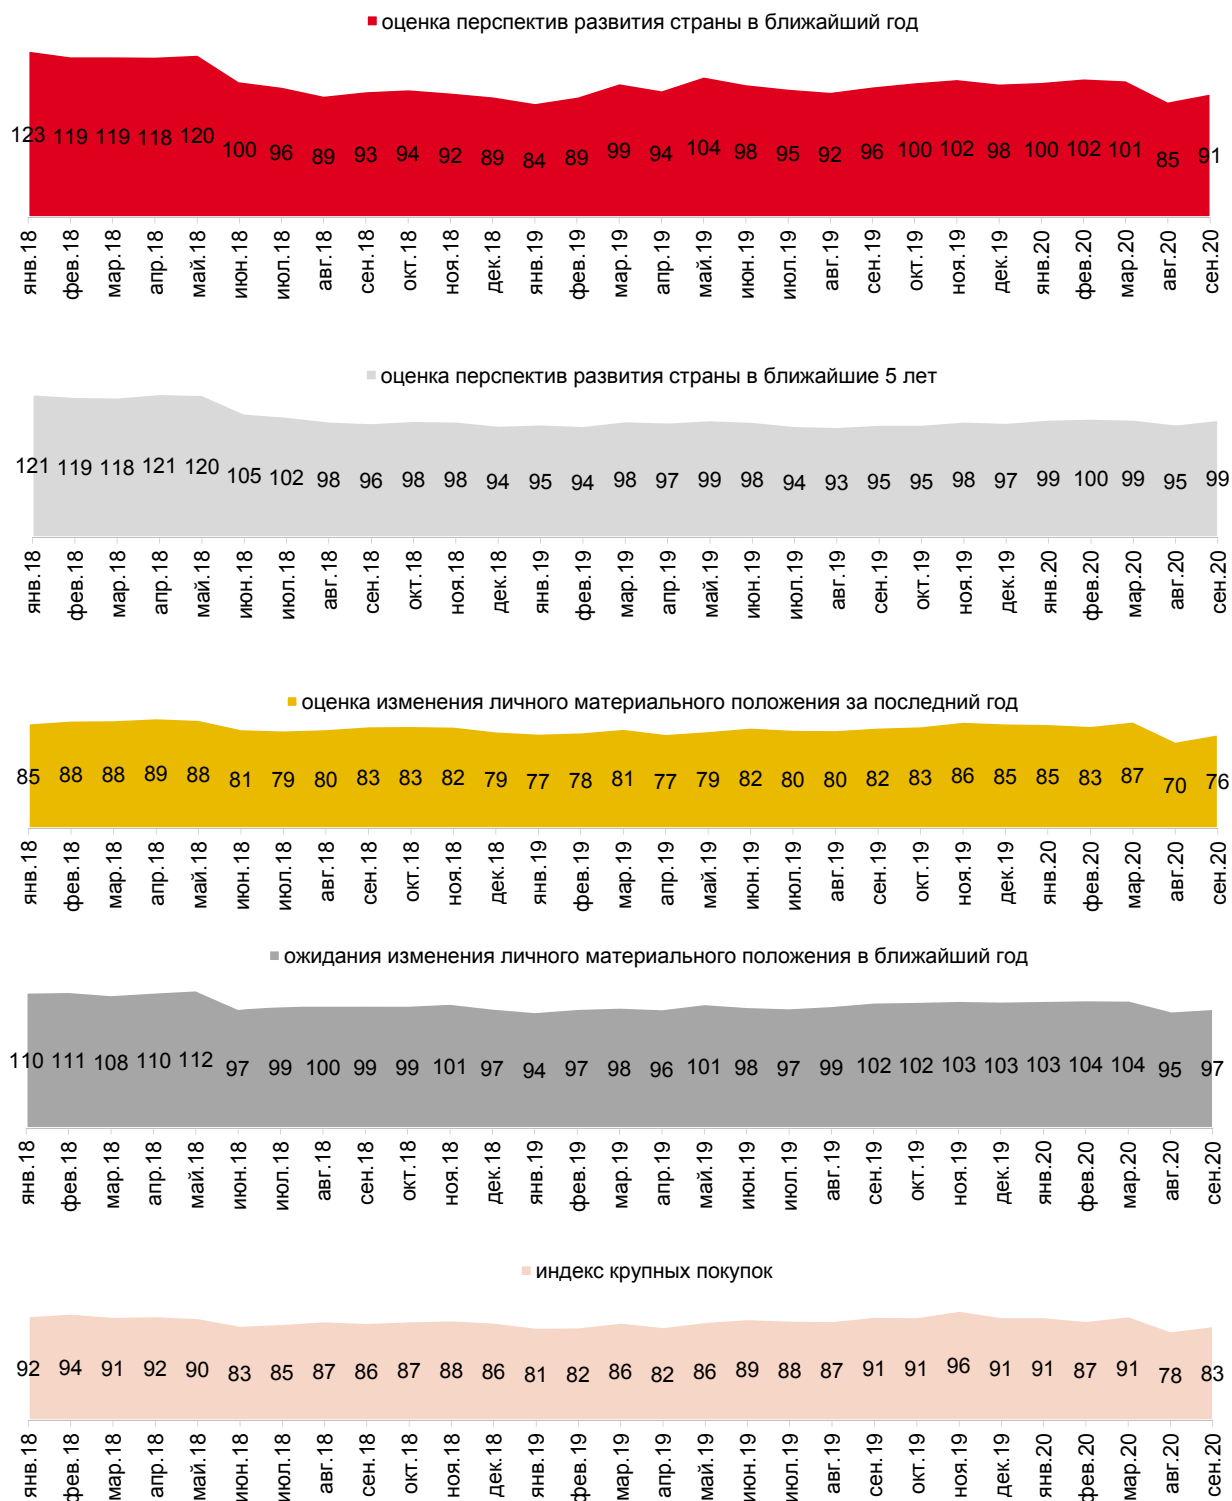 оценка перспектив развития страны в ближайший год
123 119 119 118 120 100 96 89 93 94 92 89 84 89 99 94 104 98 95 92 96 100 102 98 100 102 101 85 91
янв.18 фев.18 мар.18 апр.18 май.18 июн.18 июл.18 авг.18 сен.18 окт.18 ноя.18 дек.18 янв.19 фев.19 мар.19 апр.19 май.19 июн.19 июл.19 авг.19 сен.19 окт.19 ноя.19 дек.19 янв.20 фев.20 мар.20 авг.20 сен.20
оценка перспектив развития страны в ближайшие 5 лет
121 119 118 121 120 105 102 98 96 98 98 94 95 94 98 97 99 98 94 93 95 95 98 97 99 100 99 95 99
янв.18 фев.18 мар.18 апр.18 май.18 июн.18 июл.18 авг.18 сен.18 окт.18 ноя.18 дек.18 янв.19 фев.19 мар.19 апр.19 май.19 июн.19 июл.19 авг.19 сен.19 окт.19 ноя.19 дек.19 янв.20 фев.20 мар.20 авг.20 сен.20
оценка изменения личного материального положения за последний год
85 88 88 89 88 81 79 80 83 83 82 79 77 78 81 77 79 82 80 80 82 83 86 85 85 83 87 70 76
янв.18 фев.18 мар.18 апр.18 май.18 июн.18 июл.18 авг.18 сен.18 окт.18 ноя.18 дек.18 янв.19 фев.19 мар.19 апр.19 май.19 июн.19 июл.19 авг.19 сен.19 окт.19 ноя.19 дек.19 янв.20 фев.20 мар.20 авг.20 сен.20
ожидания изменения личного материального положения в ближайший год
110 111 108 110 112 97 99 100 99 99 101 97 94 97 98 96 101 98 97 99 102 102 103 103 103 104 104 95 97
янв.18 фев.18 мар.18 апр.18 май.18 июн.18 июл.18 авг.18 сен.18 окт.18 ноя.18 дек.18 янв.19 фев.19 мар.19 апр.19 май.19 июн.19 июл.19 авг.19 сен.19 окт.19 ноя.19 дек.19 янв.20 фев.20 мар.20 авг.20 сен.20
индекс крупных покупок
92 94 91 92 90 83 85 87 86 87 88 86 81 82 86 82 86 89 88 87 91 91 96 91 91 87 91 78 83
янв.18 фев.18 мар.18 апр.18 май.18 июн.18 июл.18 авг.18 сен.18 окт.18 ноя.18 дек.18 янв.19 фев.19 мар.19 апр.19 май.19 июн.19 июл.19 авг.19 сен.19 окт.19 ноя.19 дек.19 янв.20 фев.20 мар.20 авг.20 сен.20